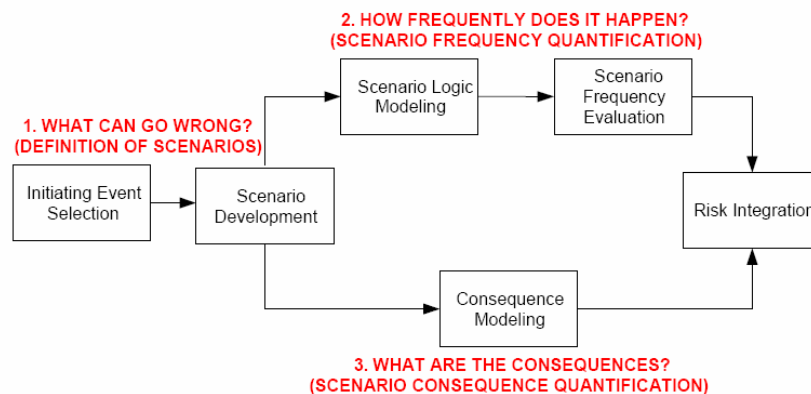 2. HOW FREQUENTLY DOES IT HAPPEN?
(SCENARIO FREQUENCY QUANTIFICATION)
Scenario Logic
Modeling
Scenario
Frequency
Evaluation
1. WHAT CAN GO WRONG?
(DEFINITION OF SCENARIOS)
Initiating Event
Selection
Scenario
Development
Risk Integration
Consequence
Modeling
3. WHAT ARE THE CONSEQUENCES?
(SCENARIO CONSEQUENCE QUANTIFICATION)